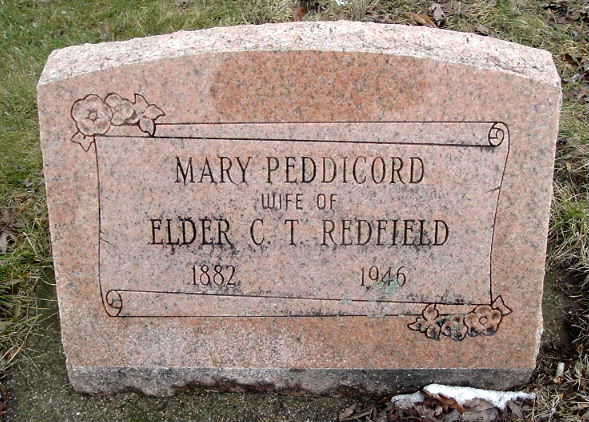 MARY PEDDICORD
WIFE OF
ELDER C. T. REDFIELD
1882 1946